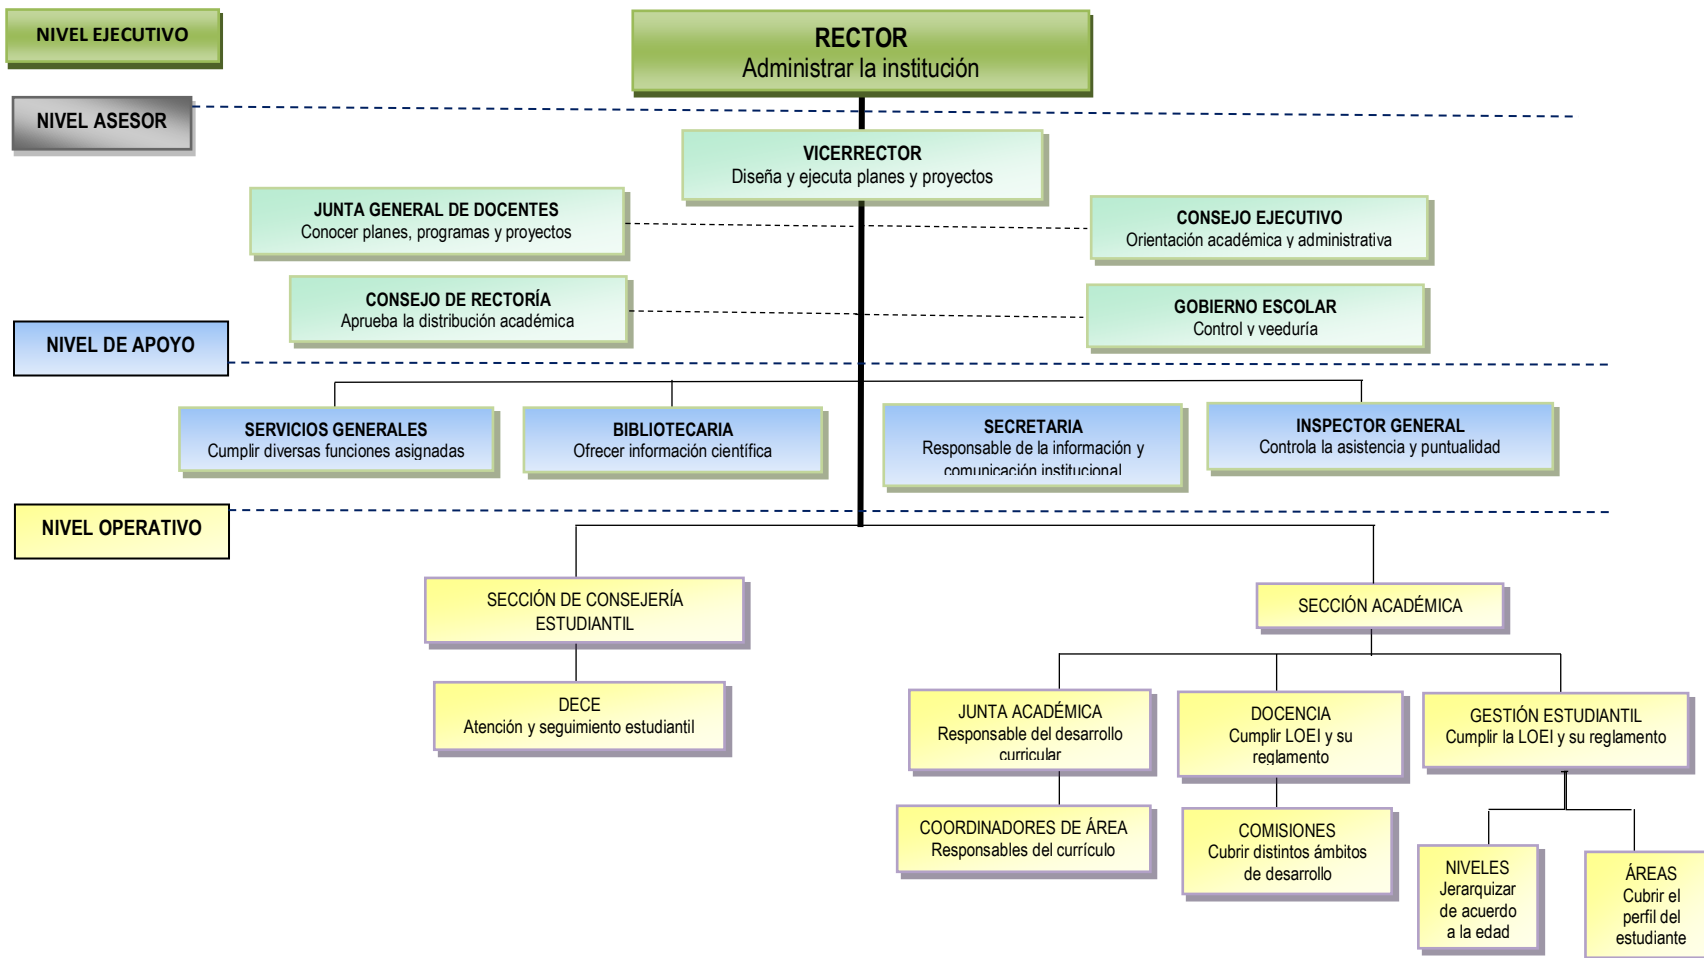 NIVEL EJECUTIVO
RECTOR
Administrar la institución
NIVEL ASESOR
VICERRECTOR
Diseña y ejecuta planes y proyectos
JUNTA GENERAL DE DOCENTES
Conocer planes, programas y proyectos
CONSEJO EJECUTIVO
Orientación académica y administrativa
CONSEJO DE RECTORÍA
Aprueba la distribución académica
GOBIERNO ESCOLAR
Control y veeduría
NIVEL DE APOYO
SERVICIOS GENERALES
Cumplir diversas funciones asignadas
BIBLIOTECARIA
Ofrecer información científica
SECRETARIA
Responsable de la información y
comunicación institucional
INSPECTOR GENERAL
Controla la asistencia y puntualidad
NIVEL OPERATIVO
SECCIÓN DE CONSEJERÍA
ESTUDIANTIL
SECCIÓN ACADÉMICA
DECE
Atención y seguimiento estudiantil
JUNTA ACADÉMICA
Responsable del desarrollo
curricular
DOCENCIA
Cumplir LOEI y su
reglamento
GESTIÓN ESTUDIANTIL
Cumplir la LOEI y su reglamento
COORDINADORES DE ÁREA
Responsables del currículo
COMISIONES
Cubrir distintos ámbitos
de desarrollo
NIVELES
Jerarquizar
de acuerdo
a la edad
ÁREAS
Cubrir el
perfil del
estudiante